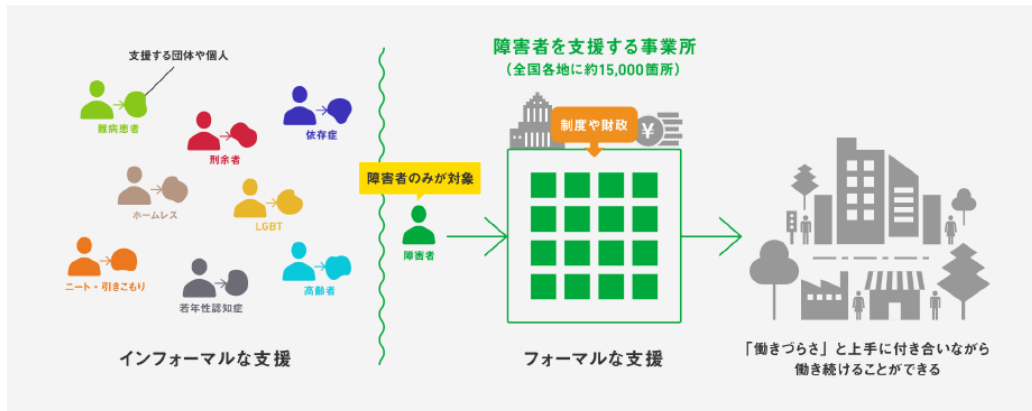 支援する団体や個人
難病患者
刑余者
依存症
ホームレス
LGBT
ニート・引きこもり
若年性認知症
高齢者
インフォーマルな支援
障害者のみが対象
障害者
障害者を支援する事業所
（全国各地に約15,000箇所）
制度や財政
¥
フォーマルな支援
「働きづらさ」と上手に付き合いながら
働き続けることができる